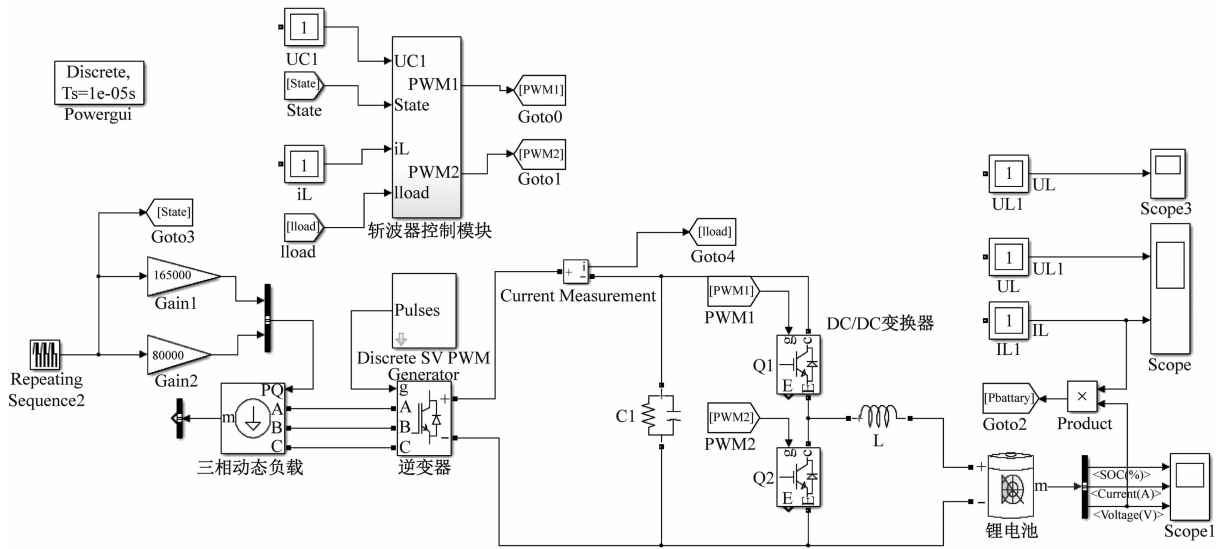 1
UC1
Discrete,
Ts=1e-05s
Powergui
[State]
State
1
iL
[lload]
lload
UC1
State
iL
lload
PWM1
PWM2
斩波器控制模块
[PWM1]
Goto0
[PWM2]
Goto1
[State]
Goto3
165000
Gain1
80000
Gain2
Repeating
Sequence2
PQ
m
A
B
C
三相动态负载
Pulses
Discrete SV PWM
Generator
g
A
B
C
+
-
逆变器
+
i
-
Current Measurement
[lload]
Goto4
C1
[PWM1]
PWM1
[PWM2]
PWM2
DC/DC变换器
g
c
Q1
E
E
g
c
Q2
E
E
L
1
UL
UL1
Scope3
1
UL1
UL
1
IL
IL1
Scope
[Pbattary]
Goto2
×
Product
+
-
m
锂电池
<SOC(%)>
<Current(A)>
<Voltage(V)>
Scope1